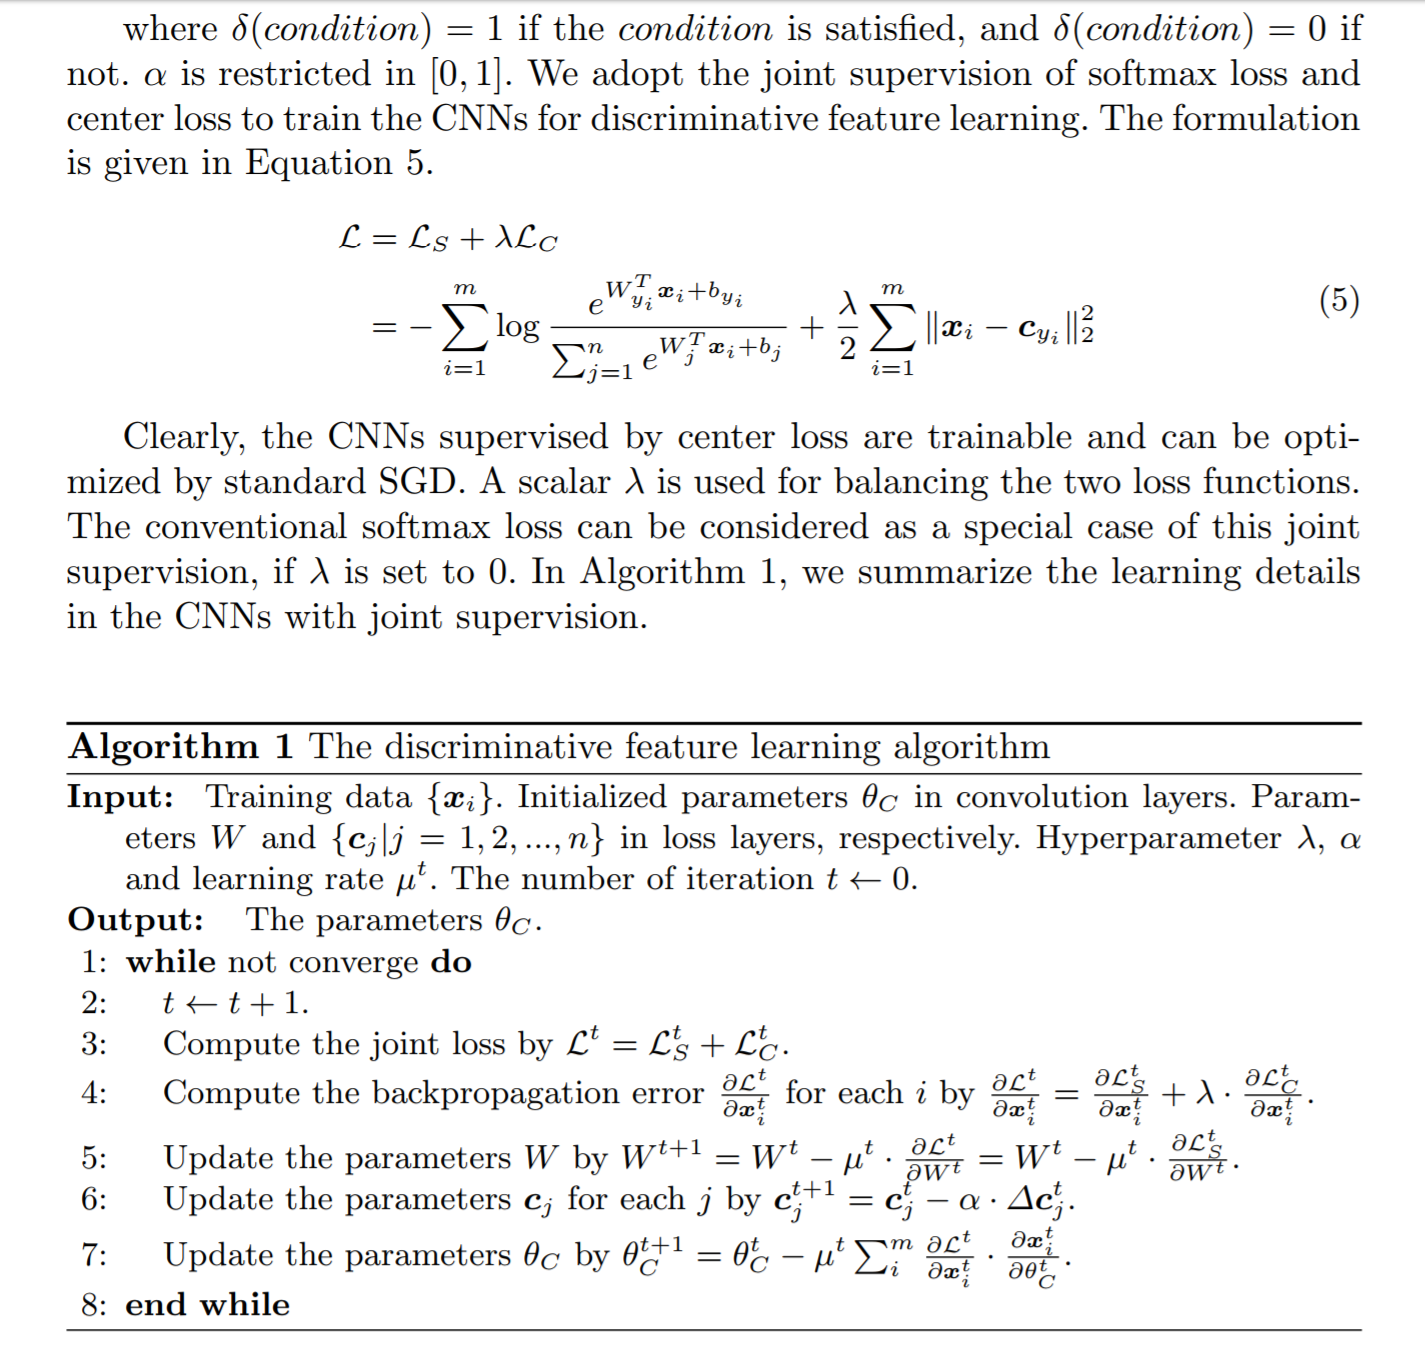 where δ(condition) = 1 if the condition is satisfied, and δ(condition) = 0 if
not. α is restricted in [0, 1]. We adopt the joint supervision of softmax loss and
center loss to train the CNNs for discriminative feature learning. The formulation
is given in Equation 5.
$\mathcal{L} = \mathcal{L}_S + \lambda\mathcal{L}_C$
$= -\sum_{i=1}^{m} \log \frac{e^{W_{y_i}^T \boldsymbol{x}_i + b_{y_i}}}{\sum_{j=1}^{n} e^{W_j^T \boldsymbol{x}_i + b_j}} + \frac{\lambda}{2} \sum_{i=1}^{m} \|\boldsymbol{x}_i - \boldsymbol{c}_{y_i}\|_2^2$ (5)
Clearly, the CNNs supervised by center loss are trainable and can be opti-
mized by standard SGD. A scalar λ is used for balancing the two loss functions.
The conventional softmax loss can be considered as a special case of this joint
supervision, if λ is set to 0. In Algorithm 1, we summarize the learning details
in the CNNs with joint supervision.
Algorithm 1 The discriminative feature learning algorithm
Input: Training data {$\boldsymbol{x}_i$}. Initialized parameters $\theta_C$ in convolution layers. Param-
eters W and {$\boldsymbol{c}_j$|j = 1, 2, ..., n} in loss layers, respectively. Hyperparameter λ, α
and learning rate $\mu^t$. The number of iteration t ← 0.
Output: The parameters $\theta_C$.
1: while not converge do
2: t ← t + 1.
3: Compute the joint loss by $\mathcal{L}^t = \mathcal{L}_S^t + \mathcal{L}_C^t$.
4: Compute the backpropagation error $\frac{\partial \mathcal{L}^t}{\partial \boldsymbol{x}_i^t}$ for each i by $\frac{\partial \mathcal{L}^t}{\partial \boldsymbol{x}_i^t} = \frac{\partial \mathcal{L}_S^t}{\partial \boldsymbol{x}_i^t} + \lambda \cdot \frac{\partial \mathcal{L}_C^t}{\partial \boldsymbol{x}_i^t}$.
5: Update the parameters W by $W^{t+1} = W^t - \mu^t \cdot \frac{\partial \mathcal{L}^t}{\partial W^t} = W^t - \mu^t \cdot \frac{\partial \mathcal{L}_S^t}{\partial W^t}$.
6: Update the parameters $\boldsymbol{c}_j$ for each j by $\boldsymbol{c}_j^{t+1} = \boldsymbol{c}_j^t - \alpha \cdot \Delta \boldsymbol{c}_j^t$.
7: Update the parameters $\theta_C$ by $\theta_C^{t+1} = \theta_C^t - \mu^t \sum_i^m \frac{\partial \mathcal{L}^t}{\partial \boldsymbol{x}_i^t} \cdot \frac{\partial \boldsymbol{x}_i^t}{\partial \theta_C^t}$.
8: end while